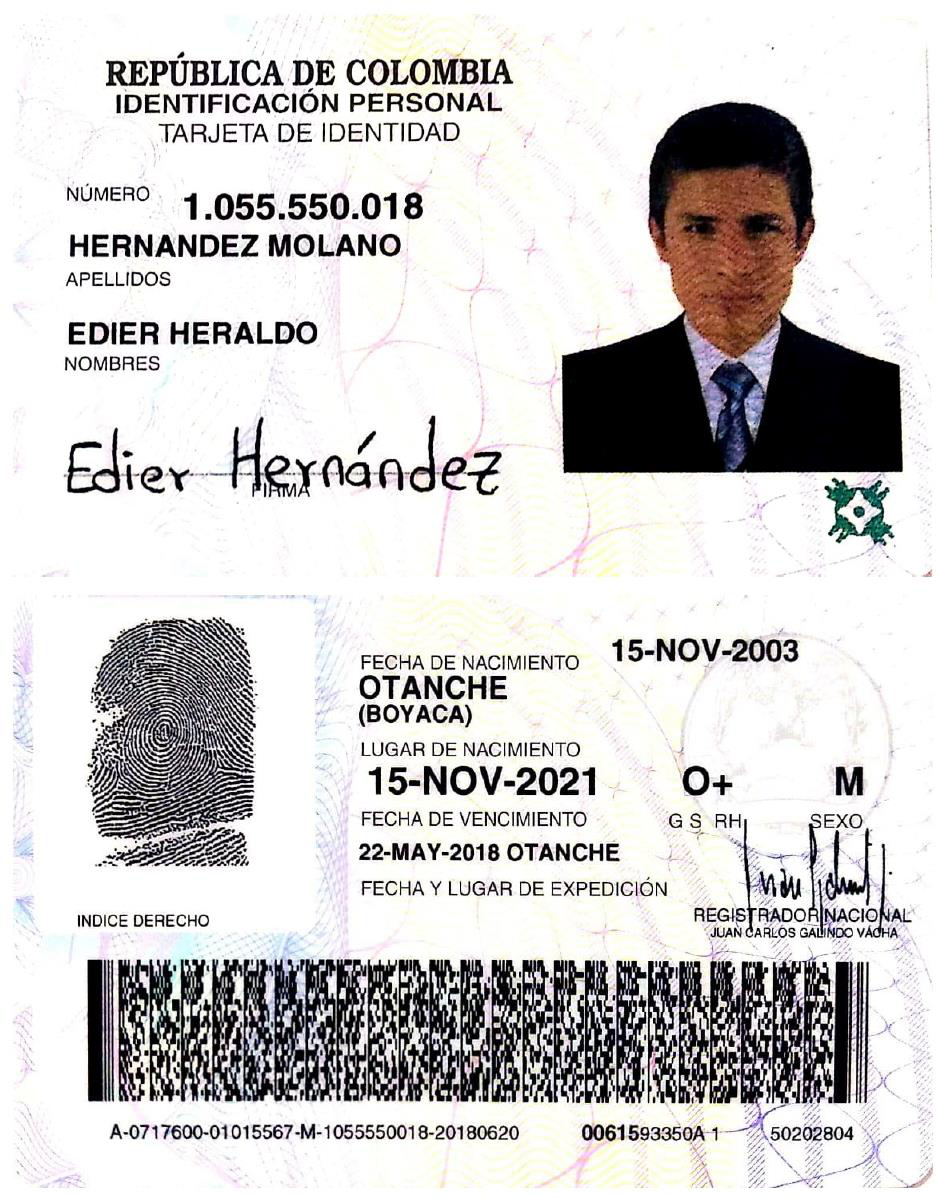 REPÚBLICA DE COLOMBIA
IDENTIFICACIÓN PERSONAL
TARJETA DE IDENTIDAD
NÚMERO 1.055.550.018
HERNANDEZ MOLANO
APELLIDOS
EDIER HERALDO
NOMBRES
Edier Hernández
FIRMA
FECHA DE NACIMIENTO 15-NOV-2003
OTANCHE
(BOYACA)
LUGAR DE NACIMIENTO
15-NOV-2021 O+ M
FECHA DE VENCIMIENTO G S RH SEXO
22-MAY-2018 OTANCHE
FECHA Y LUGAR DE EXPEDICIÓN
INDICE DERECHO
REGISTRADOR NACIONAL
JUAN CARLOS GALINDO VÁCHA
A-0717600-01015567-M-1055550018-20180620 0061593350A 1 50202804